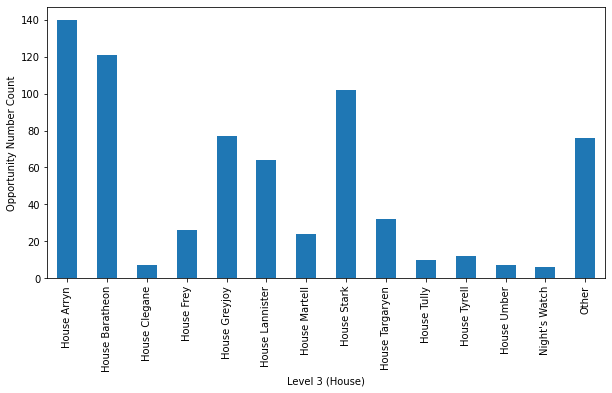 140
120
100
80
60
40
20
0
Opportunity Number Count
House Arryn
House Baratheon
House Clegane
House Frey
House Greyjoy
House Lannister
House Martell
House Stark
House Targaryen
House Tully
House Tyrell
House Umber
Night's Watch
Other
Level 3 (House)